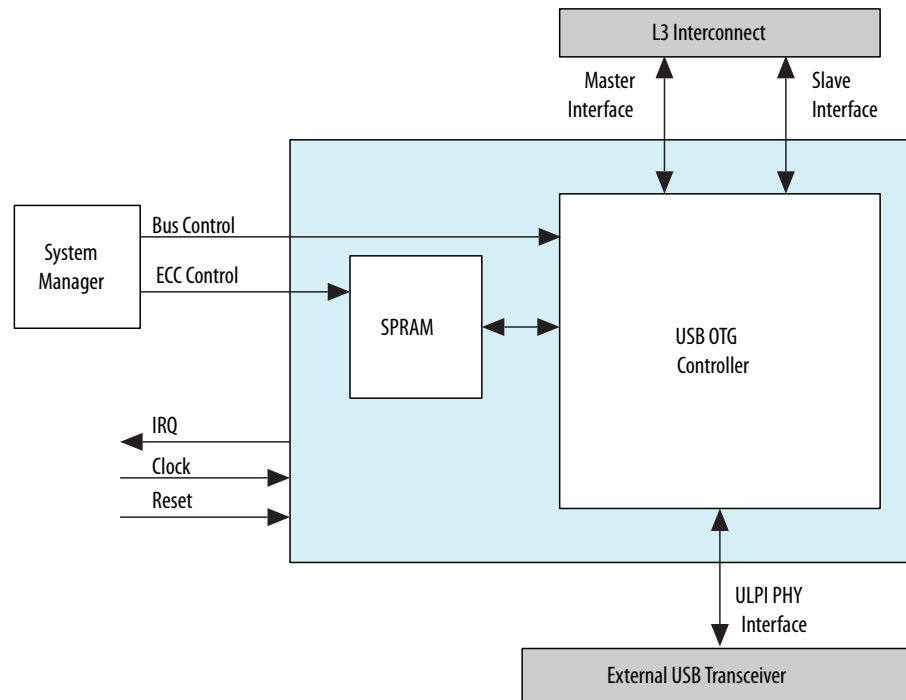 L3 Interconnect
Master
Interface
Slave
Interface
Bus Control
System
Manager
ECC Control
SPRAM
USB OTG
Controller
IRQ
Clock
Reset
ULPI PHY
Interface
External USB Transceiver